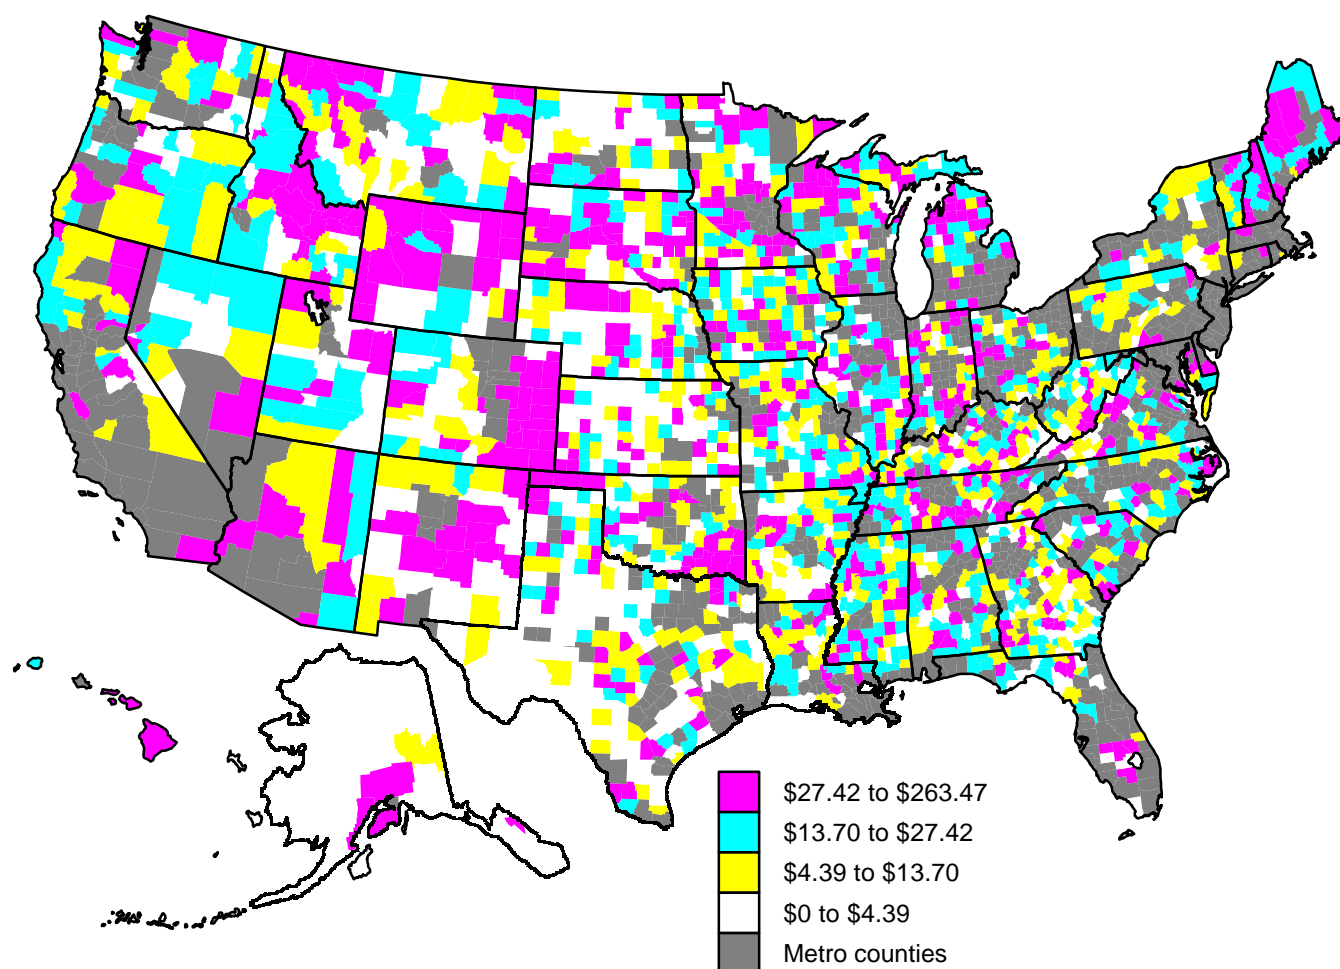 $27.42 to $263.47
$13.70 to $27.42
$4.39 to $13.70
$0 to $4.39
Metro counties